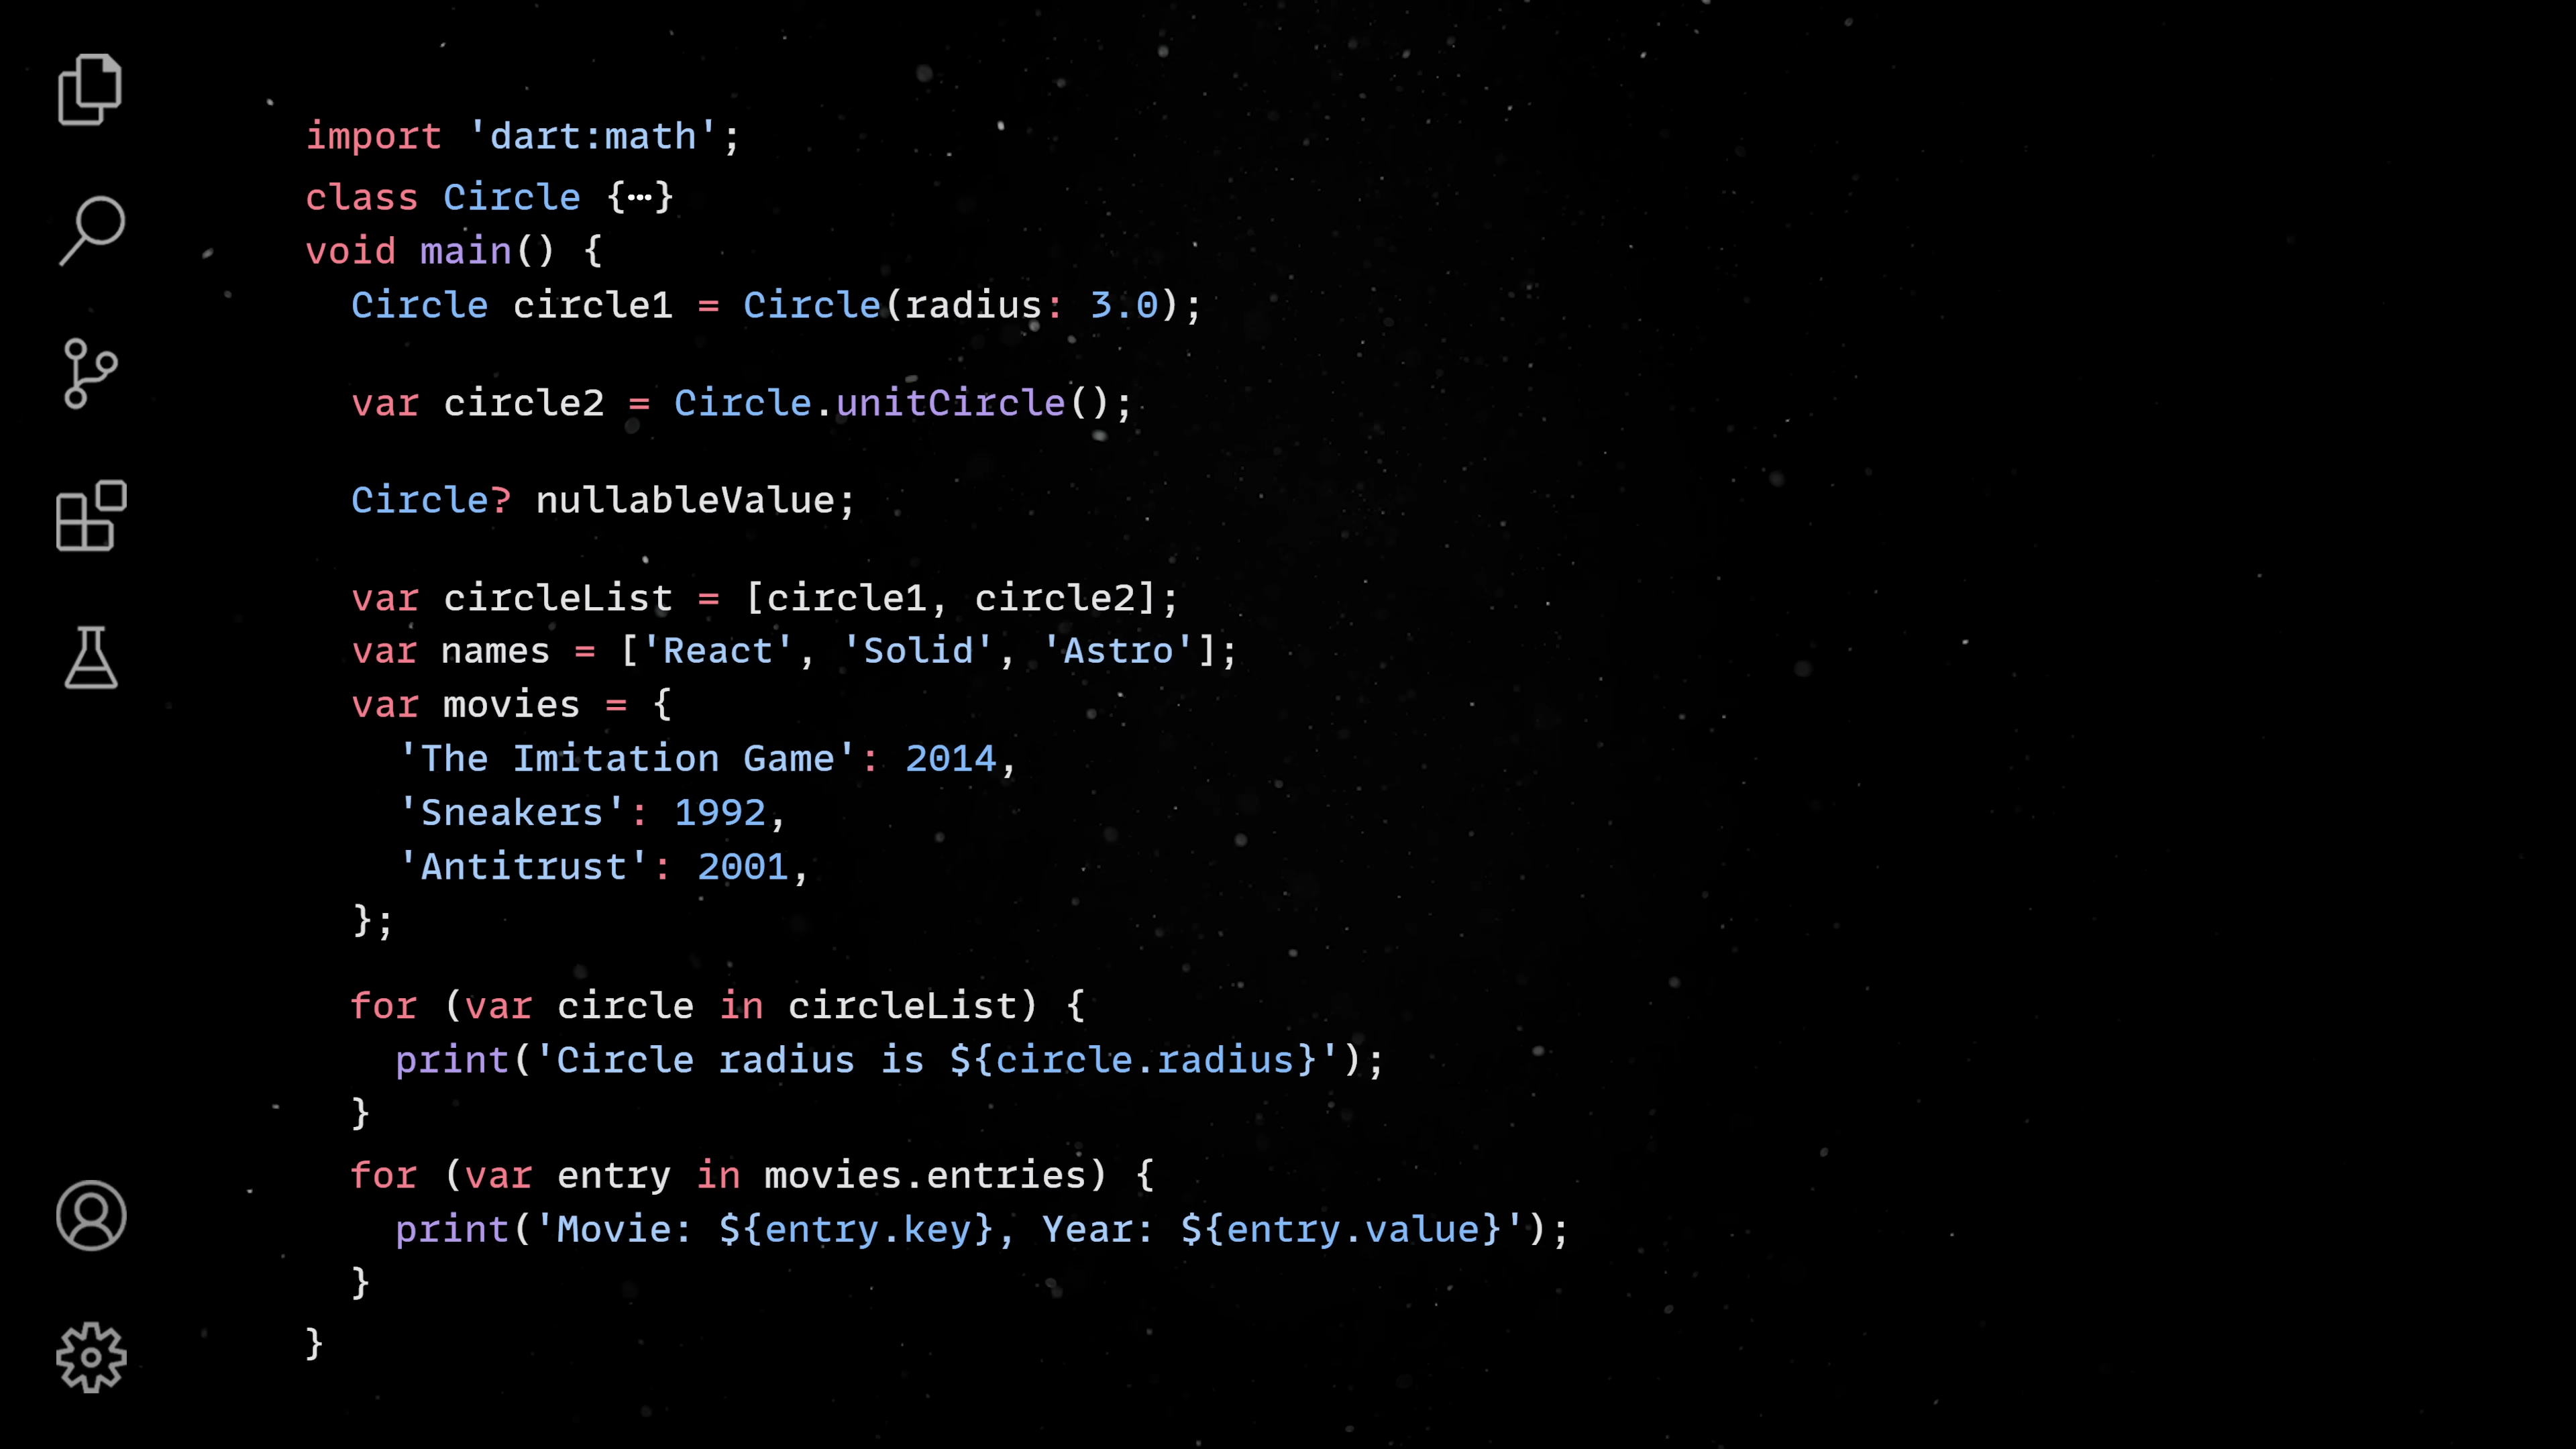 import 'dart:math';
class Circle {⋯}
void main() {
  Circle circle1 = Circle(radius: 3.0);
  var circle2 = Circle.unitCircle();
  Circle? nullableValue;
  var circleList = [circle1, circle2];
  var names = ['React', 'Solid', 'Astro'];
  var movies = {
    'The Imitation Game': 2014,
    'Sneakers': 1992,
    'Antitrust': 2001,
  };
  for (var circle in circleList) {
    print('Circle radius is ${circle.radius}');
  }
  for (var entry in movies.entries) {
    print('Movie: ${entry.key}, Year: ${entry.value}');
  }
}